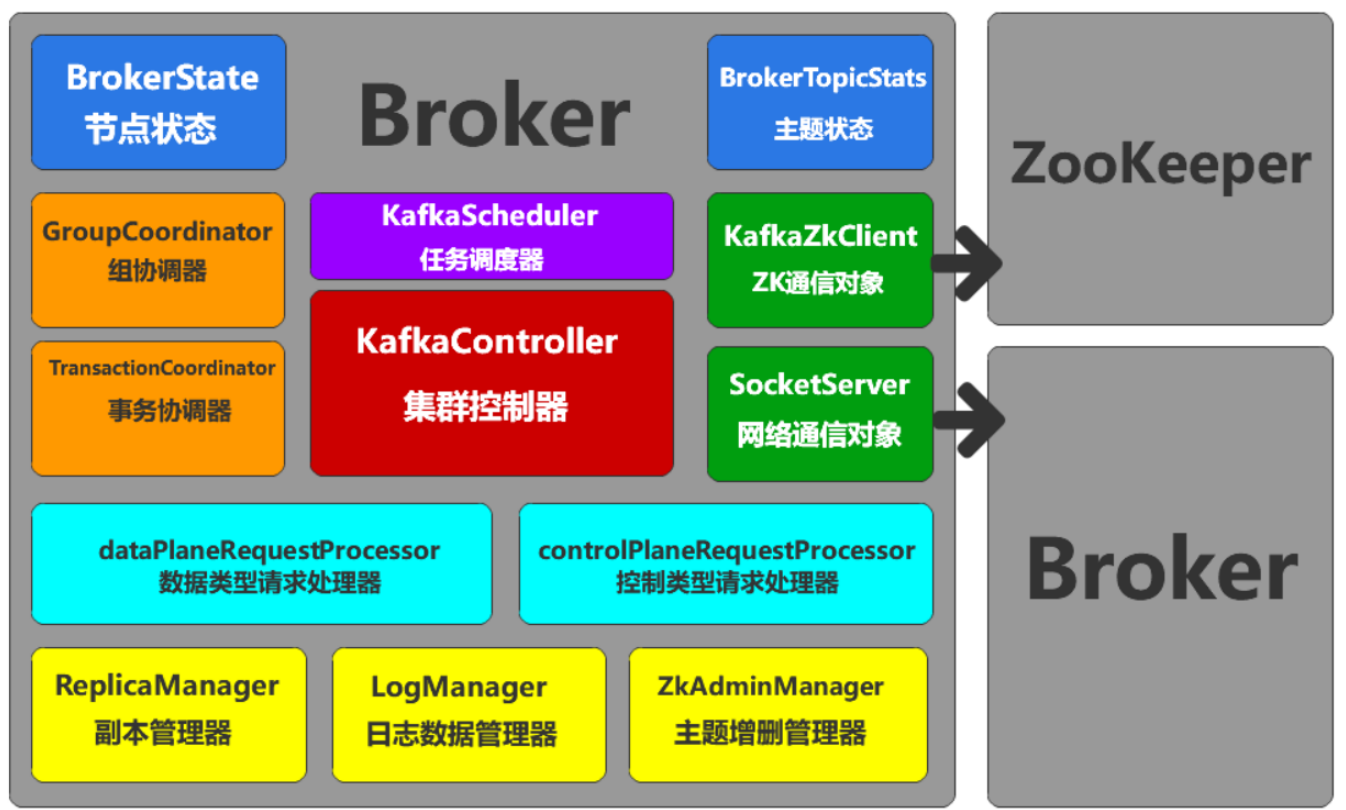 Broker
BrokerState
节点状态
BrokerTopicStats
主题状态
GroupCoordinator
组协调器
KafkaScheduler
任务调度器
KafkaZkClient
ZK通信对象
TransactionCoordinator
事务协调器
KafkaController
集群控制器
SocketServer
网络通信对象
dataPlaneRequestProcessor
数据类型请求处理器
controlPlaneRequestProcessor
控制类型请求处理器
ReplicaManager
副本管理器
LogManager
日志数据管理器
ZkAdminManager
主题增删管理器
ZooKeeper
Broker